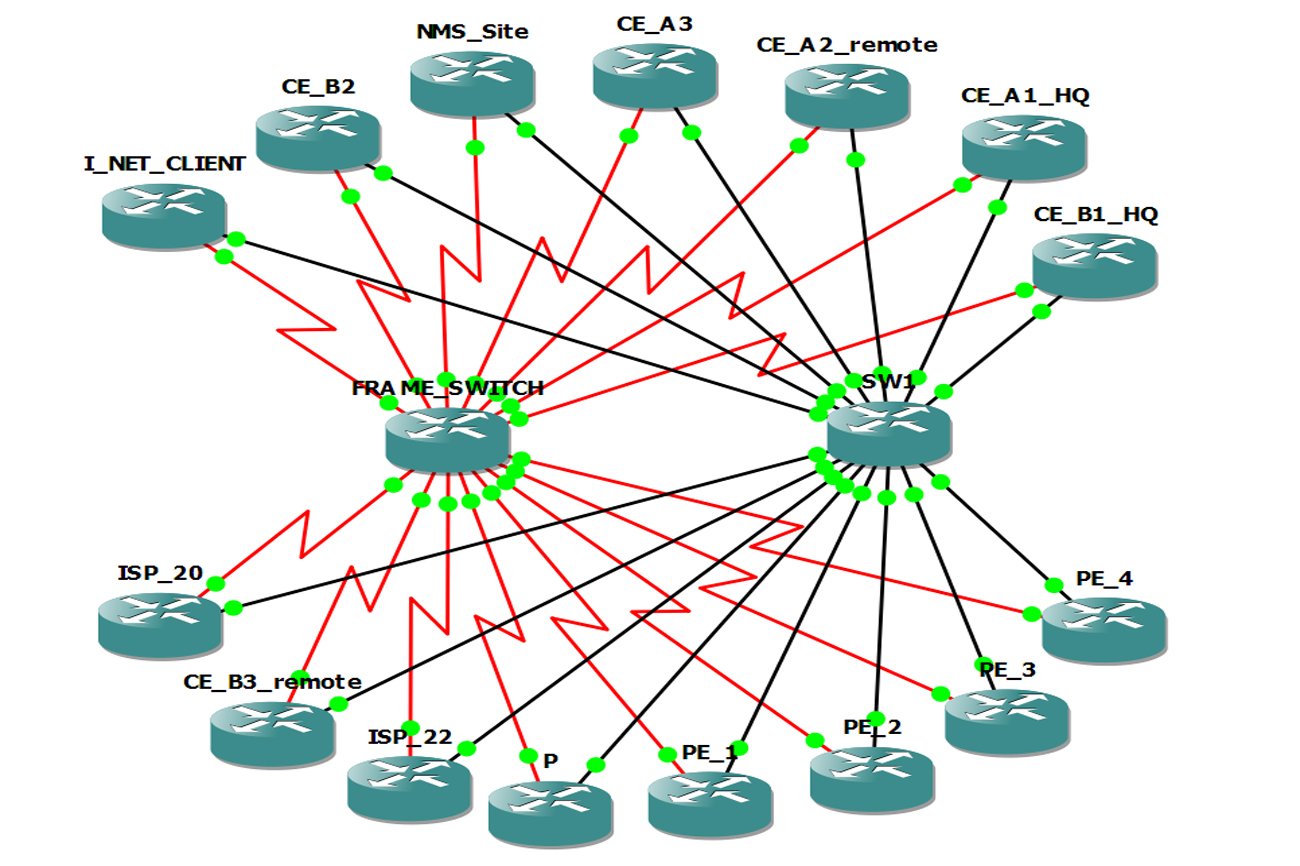 CE_A3
NMS_Site
CE_A2_remote
CE_B2
CE_A1_HQ
I_NET_CLIENT
CE_B1_HQ
FRAME_SWITCH
SW1
ISP_20
PE_4
CE_B3_remote
PE_3
ISP_22
PE_2
PE_1
P